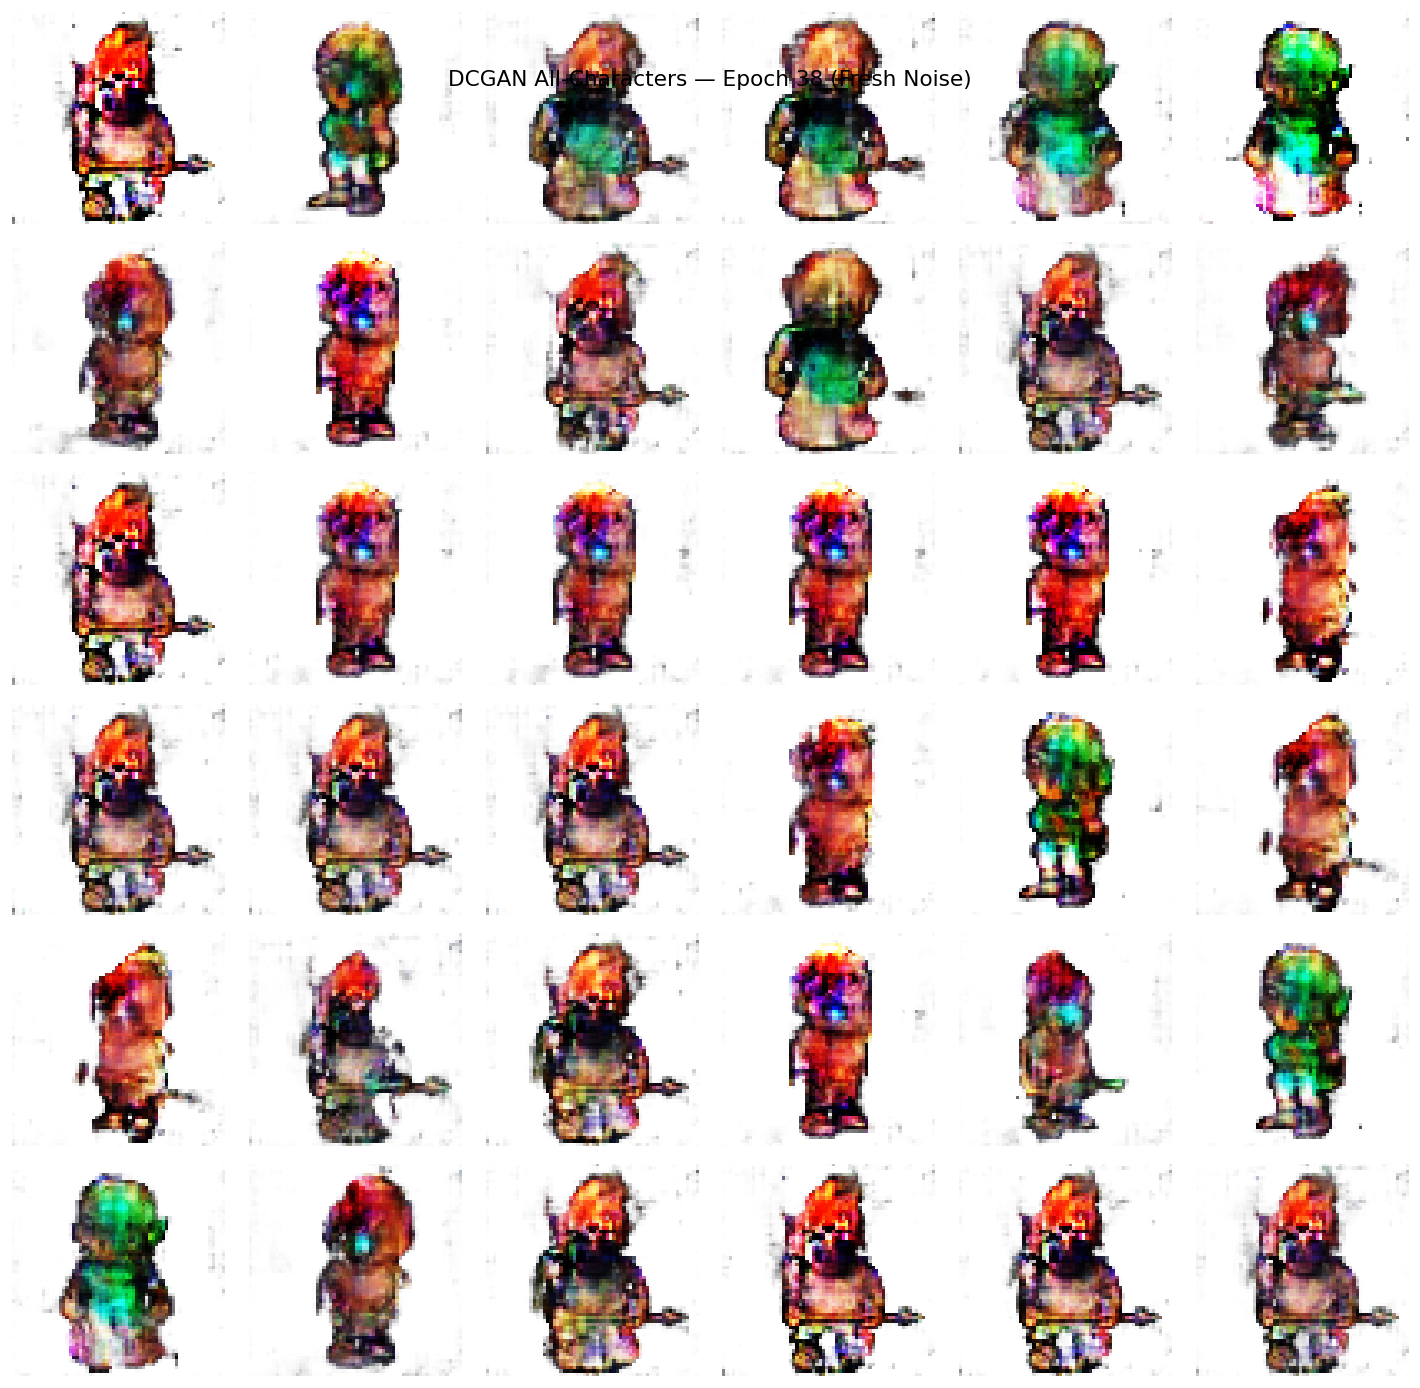 DCGAN All-Characters — Epoch 38 (Fresh Noise)